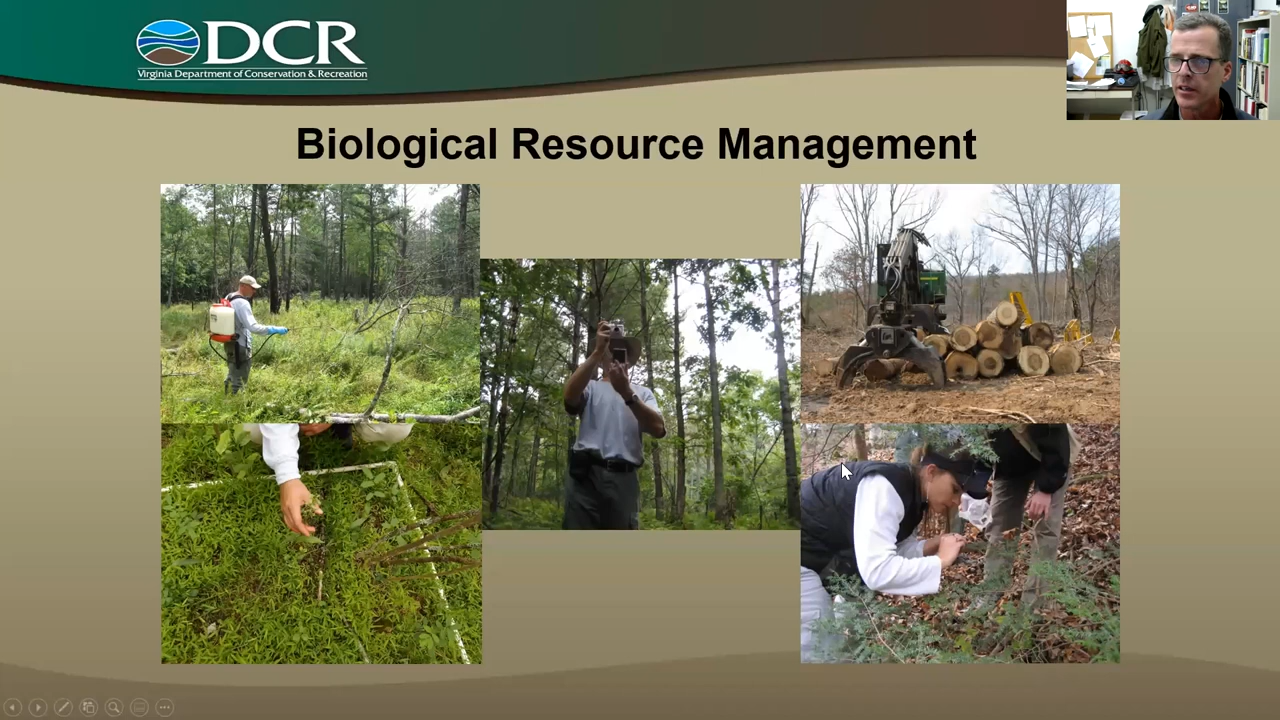 DCR
Virginia Department of Conservation & Recreation
Biological Resource Management